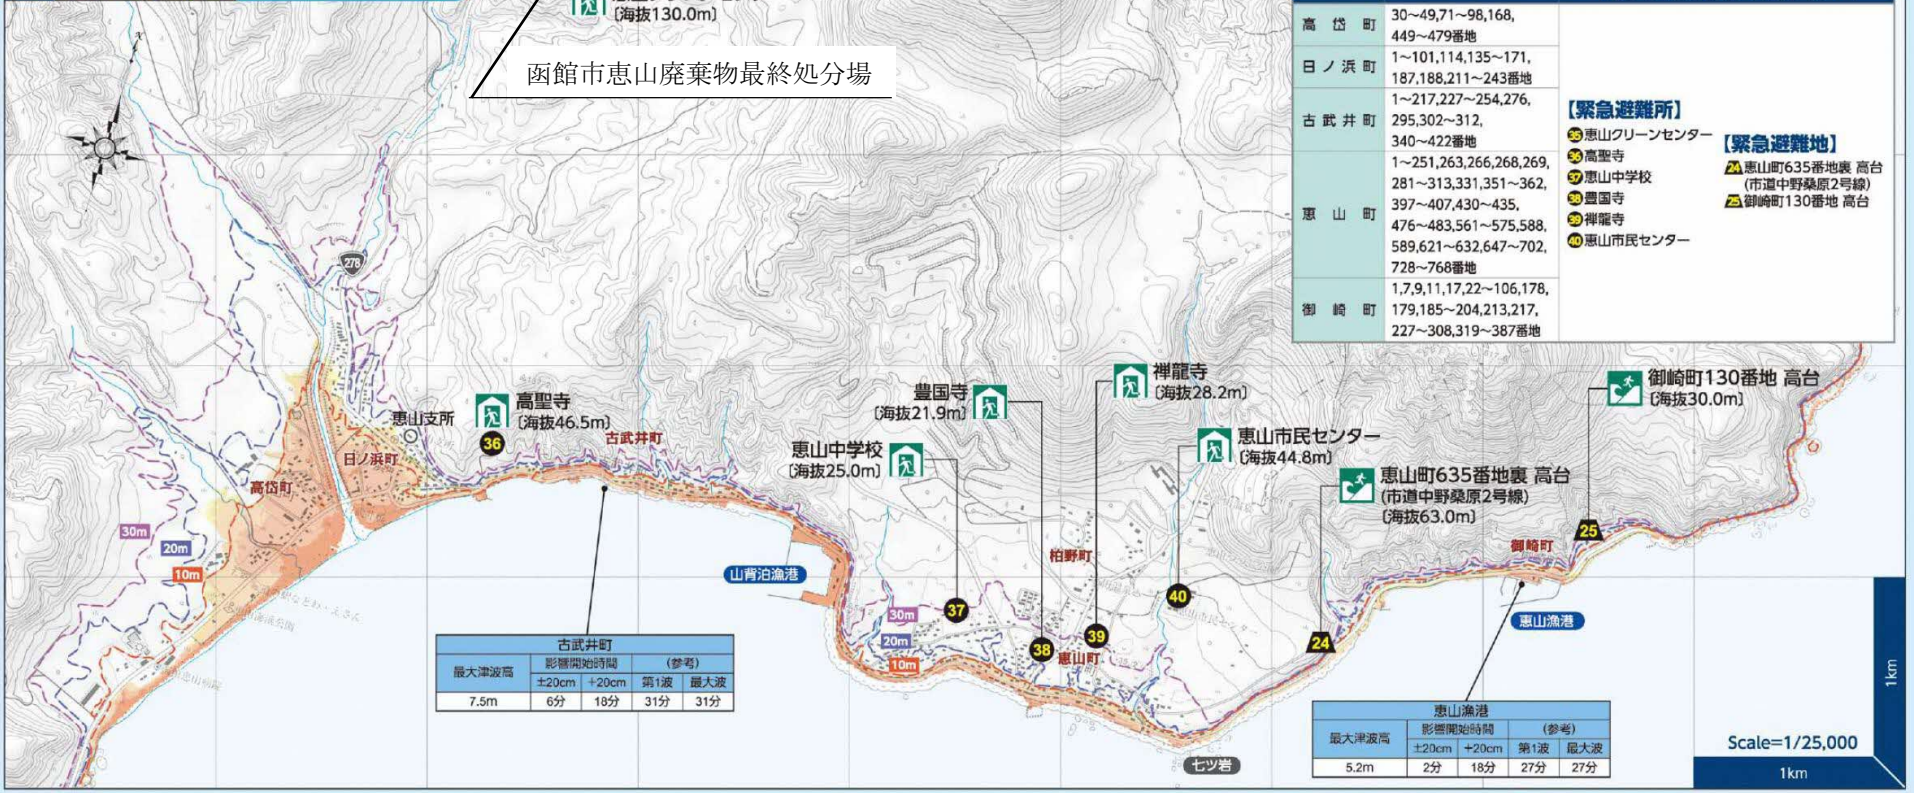 〔海抜130.0m〕
函館市恵山廃棄物最終処分場
高岱町
30～49,71～98,168,
449～479番地
日ノ浜町
1～101,114,135～171,
187,188,211～243番地
古武井町
1～217,227～254,276,
295,302～312,
340～422番地
恵山町
1～251,263,266,268,269,
281～313,331,351～362,
397～407,430～435,
476～483,561～575,588,
589,621～632,647～702,
728～768番地
御崎町
1,7,9,11,17,22～106,178,
179,185～204,213,217,
227～308,319～387番地
【緊急避難所】
35恵山クリーンセンター
36高聖寺
37恵山中学校
38豊国寺
39禅龍寺
40恵山市民センター
【緊急避難地】
24恵山町635番地裏 高台
(市道中野桑原2号線)
25御崎町130番地 高台
278
恵山支所
高聖寺
〔海抜46.5m〕
36
古武井町
日ノ浜町
高岱町
30m
20m
10m
豊国寺
〔海抜21.9m〕
恵山中学校
〔海抜25.0m〕
禅龍寺
〔海抜28.2m〕
恵山市民センター
〔海抜44.8m〕
恵山町635番地裏 高台
(市道中野桑原2号線)
〔海抜63.0m〕
御崎町130番地 高台
〔海抜30.0m〕
25
御崎町
恵山漁港
柏野町
山背泊漁港
37
40
30m
20m
10m
38
39
恵山町
24
七ツ岩
古武井町
最大津波高 影響開始時間 (参考)
±20cm +20cm 第1波 最大波
7.5m 6分 18分 31分 31分
恵山漁港
最大津波高 影響開始時間 (参考)
±20cm +20cm 第1波 最大波
5.2m 2分 18分 27分 27分
Scale=1/25,000
1km
1km